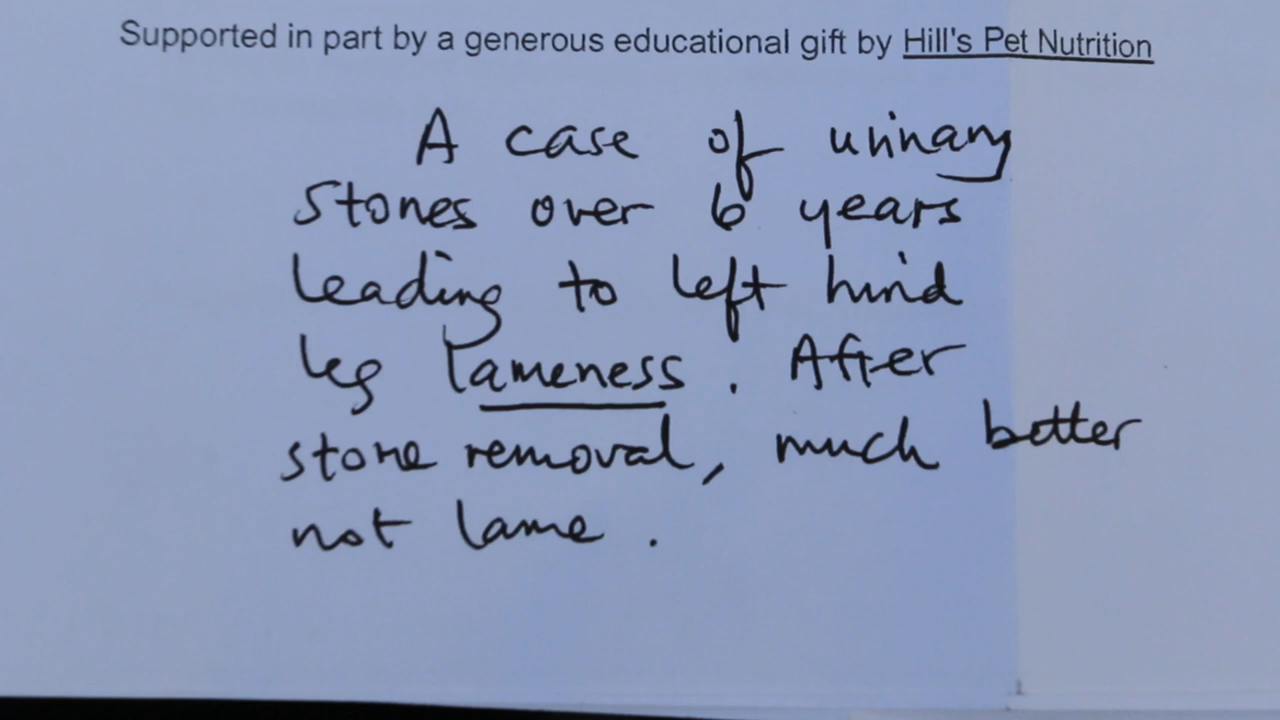 Supported in part by a generous educational gift by Hill's Pet Nutrition
A case of urinary
stones over 6 years
leading to left hind
leg lameness. After
stone removal, much better
not lame.